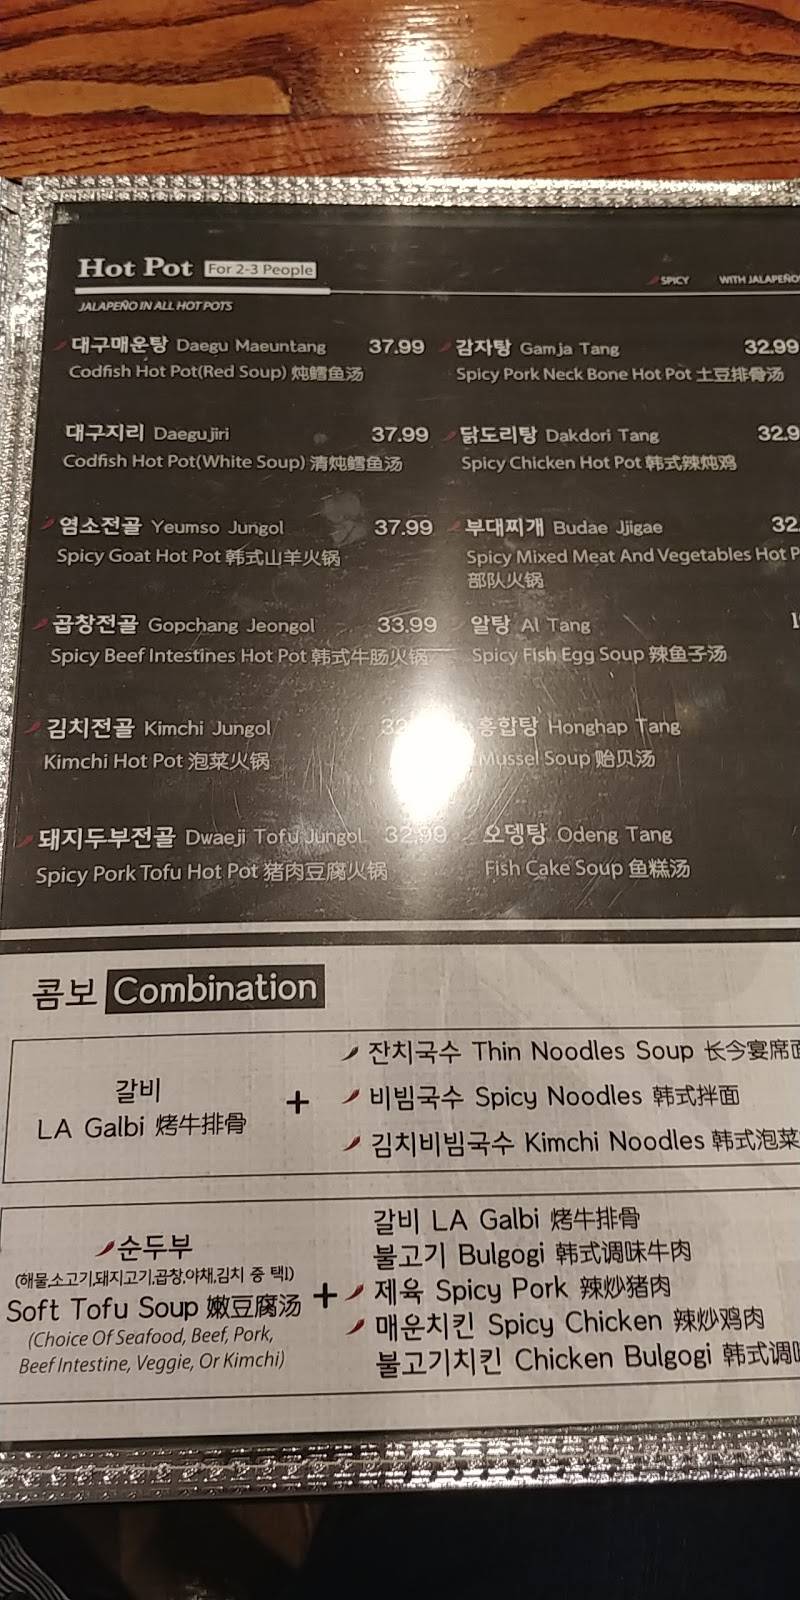 Hot Pot For 2-3 People
SPICY WITH JALAPEÑO
JALAPEÑO IN ALL HOT POTS
대구매운탕 Daegu Maeuntang 37.99
Codfish Hot Pot(Red Soup) 炖鳕鱼汤
대구지리 Daegujiri 37.99
Codfish Hot Pot(White Soup) 清炖鳕鱼汤
염소전골 Yeumso Jungol 37.99
Spicy Goat Hot Pot 韩式山羊火锅
곱창전골 Gopchang Jeongol 33.99
Spicy Beef Intestines Hot Pot 韩式牛肠火锅
김치전골 Kimchi Jungol 32
Kimchi Hot Pot 泡菜火锅
돼지두부전골 Dwaeji Tofu Jungol 32.99
Spicy Pork Tofu Hot Pot 猪肉豆腐火锅
감자탕 Gamja Tang 32.99
Spicy Pork Neck Bone Hot Pot 土豆排骨汤
닭도리탕 Dakdori Tang 32.9
Spicy Chicken Hot Pot 韩式辣炖鸡
부대찌개 Budae Jjigae 32.
Spicy Mixed Meat And Vegetables Hot P
部队火锅
알탕 Al Tang
Spicy Fish Egg Soup 辣鱼子汤
홍합탕 Honghap Tang
Mussel Soup 贻贝汤
오뎅탕 Odeng Tang
Fish Cake Soup 鱼糕汤
콤보 Combination
갈비
LA Galbi 烤牛排骨
+
잔치국수 Thin Noodles Soup 长今宴席面
비빔국수 Spicy Noodles 韩式拌面
김치비빔국수 Kimchi Noodles 韩式泡菜
순두부
(해물,소고기,돼지고기,곱창,야채,김치 중 택1)
Soft Tofu Soup 嫩豆腐汤
(Choice Of Seafood, Beef, Pork,
Beef Intestine, Veggie, Or Kimchi)
+
갈비 LA Galbi 烤牛排骨
불고기 Bulgogi 韩式调味牛肉
제육 Spicy Pork 辣炒猪肉
매운치킨 Spicy Chicken 辣炒鸡肉
불고기치킨 Chicken Bulgogi 韩式调味